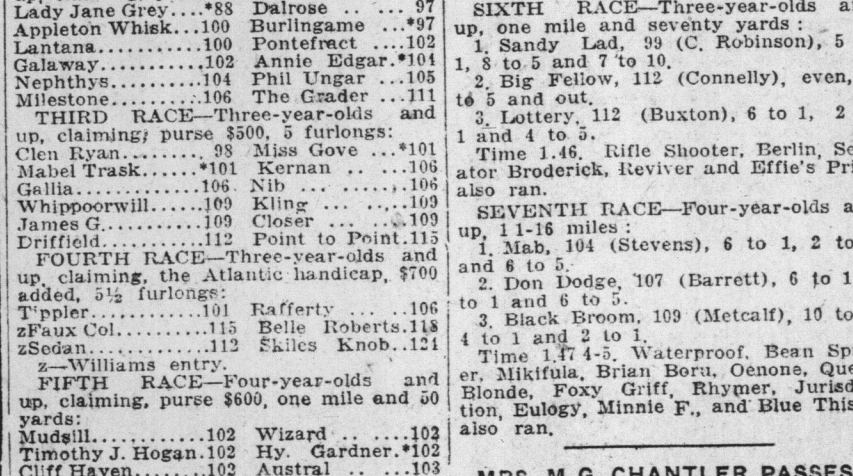 Lady Jane Grey....*88 Dalrose .. ... 97
Appleton Whisk...100 Burlingame ...*97
Lantana..........100 Pontefract ....102
Galaway..........102 Annie Edgar.*104
Nephthys.........104 Phil Ungar ...105
Milestone........106 The Grader ...111
THIRD RACE—Three-year-olds and
up, claiming; purse $500, 5 furlongs:
Clen Ryan........ 98 Miss Gove ...*101
Mabel Trask.....*101 Kernan .. ...106
Gallia...........106 Nib ... ......106
Whippoorwill.....109 Kling ... .. ..109
James G..........109 Closer .. ....109
Driffield........112 Point to Point.115
FOURTH RACE—Three-year-olds and
up, claiming, the Atlantic handicap, $700
added, 5½ furlongs:
Tippler..........101 Rafferty ... ..106
zFaux Col........115 Belle Roberts.118
zSedan...........112 Skiles Knob..121
z—Williams entry.
FIFTH RACE—Four-year-olds and
up, claiming, purse $600, one mile and 50
yards:
Mudsill..........102 Wizard .. ....102
Timothy J. Hogan.102 Hy. Gardner.*102
Cliff Haven......102 Austral .. ...103
SIXTH RACE—Three-year-olds a
up, one mile and seventy yards:
1. Sandy Lad, 99 (C. Robinson), 5
1, 8 to 5 and 7 to 10.
2. Big Fellow, 112 (Connelly), even,
to 5 and out.
3. Lottery, 112 (Buxton), 6 to 1, 2
1 and 4 to 5.
Time 1.46. Rifle Shooter, Berlin, Se
ator Broderick, Reviver and Effie's Pri
also ran.
SEVENTH RACE—Four-year-olds a
up, 1 1-16 miles:
1. Mab, 104 (Stevens), 6 to 1, 2 to
and 6 to 5.
2. Don Dodge, 107 (Barrett), 6 to 1
to 1 and 6 to 5.
3. Black Broom, 109 (Metcalf), 10 to
4 to 1 and 2 to 1.
Time 1.47 4-5. Waterproof, Bean Sp
er, Mikifula, Brian Boru, Oenone, Que
Blonde, Foxy Griff, Rhymer, Jurisd
tion, Eulogy, Minnie F., and Blue This
also ran.
MRS. M. G. CHANTLER PASSES